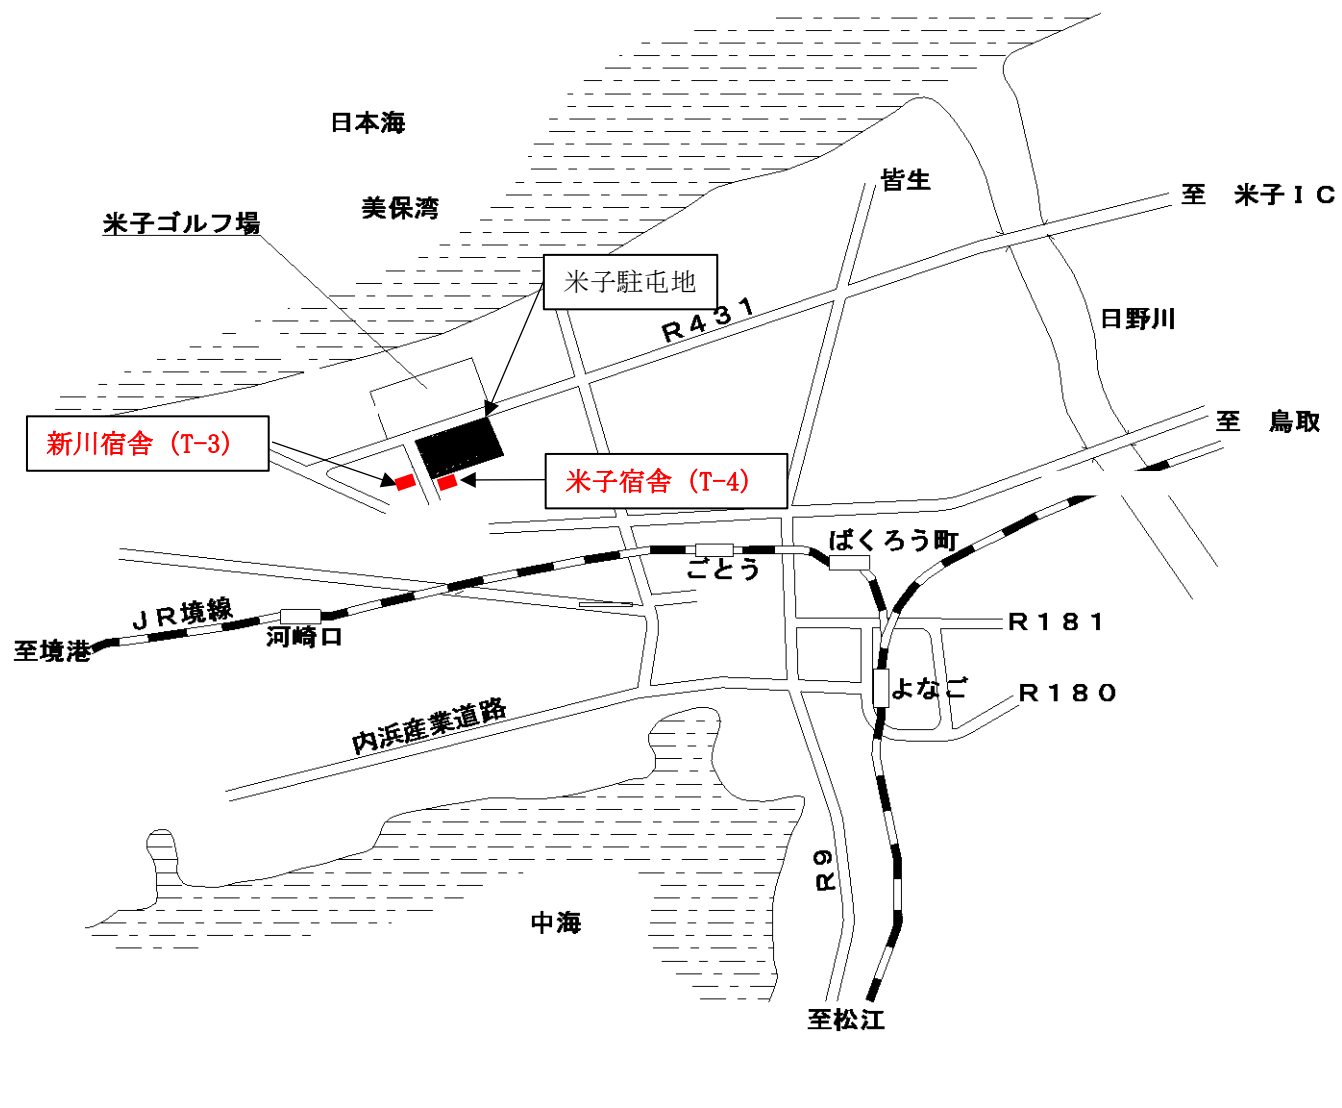 日本海
皆生
至　米子ＩＣ
美保湾
米子ゴルフ場
米子駐屯地
Ｒ４３１
日野川
至　鳥取
新川宿舎（T-3）
米子宿舎（T-4）
ばくろう町
ごとう
ＪＲ境線
Ｒ１８１
河崎口
至境港
よなご
Ｒ１８０
内浜産業道路
Ｒ９
中海
至松江